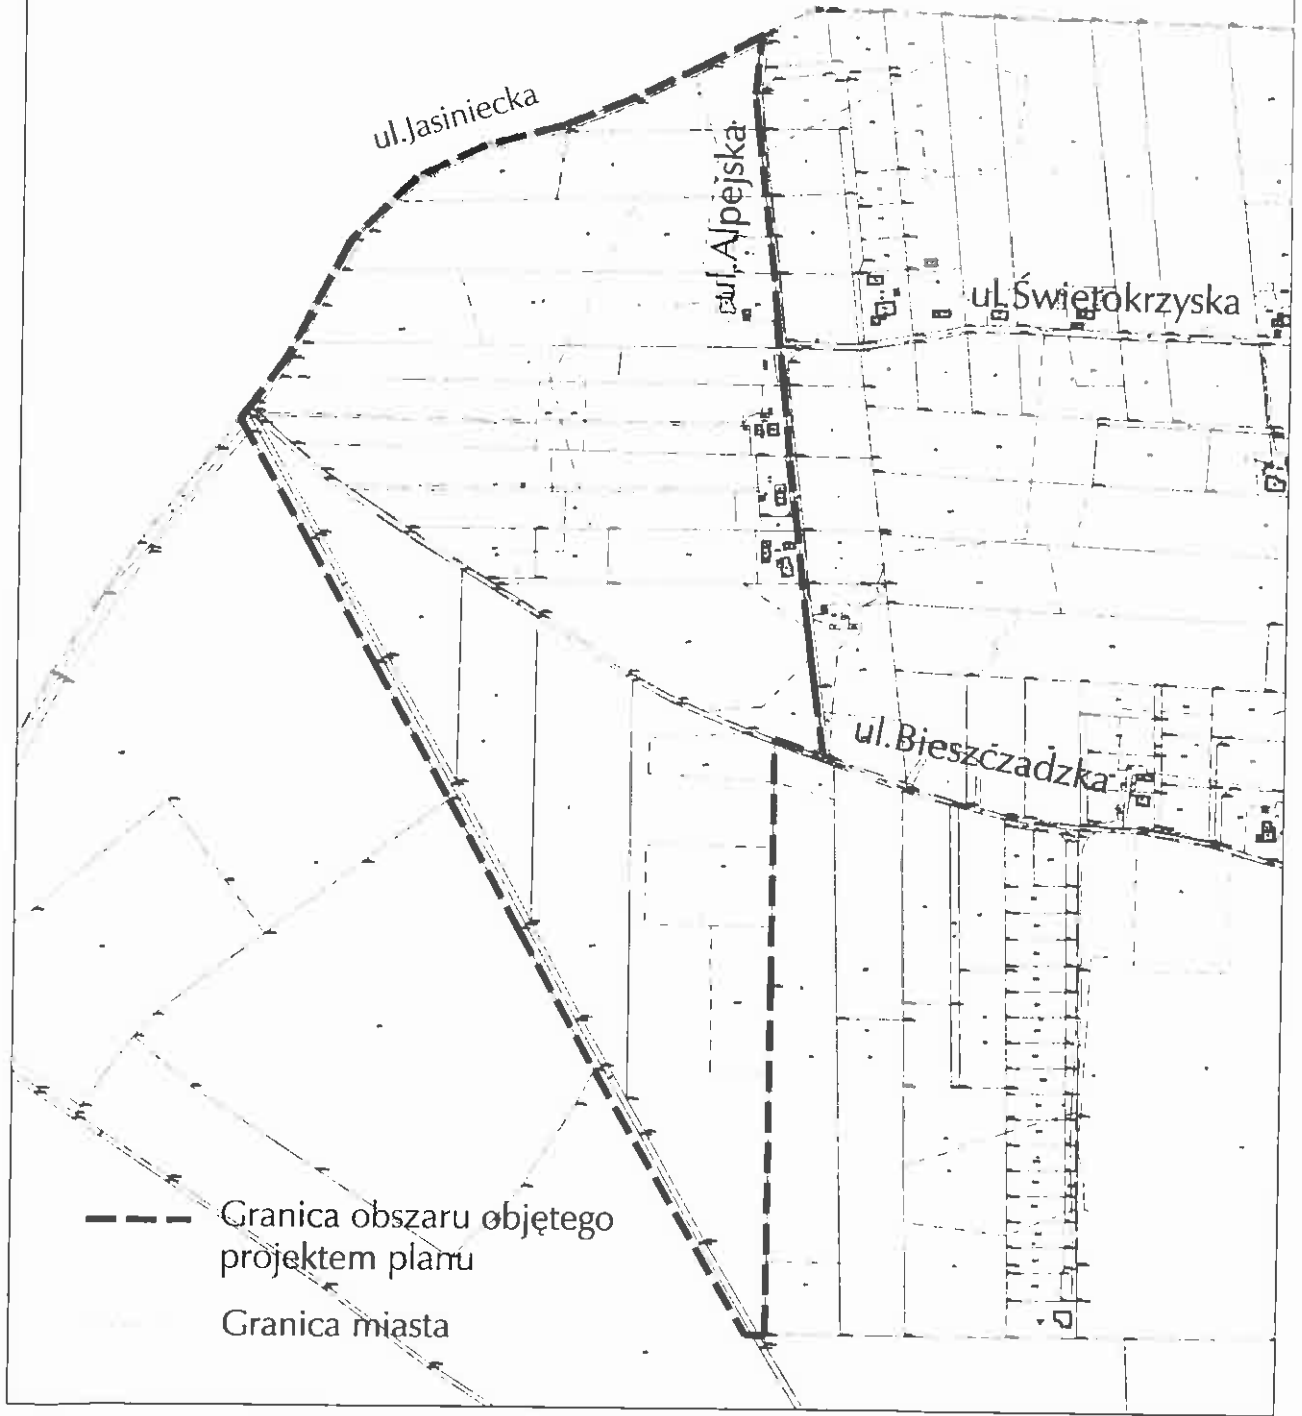 ul.Jasiniecka
ul.Alpejska
ul.Świętokrzyska
ul.Bieszczadzka
Granica obszaru objętego
projektem planu
Granica miasta